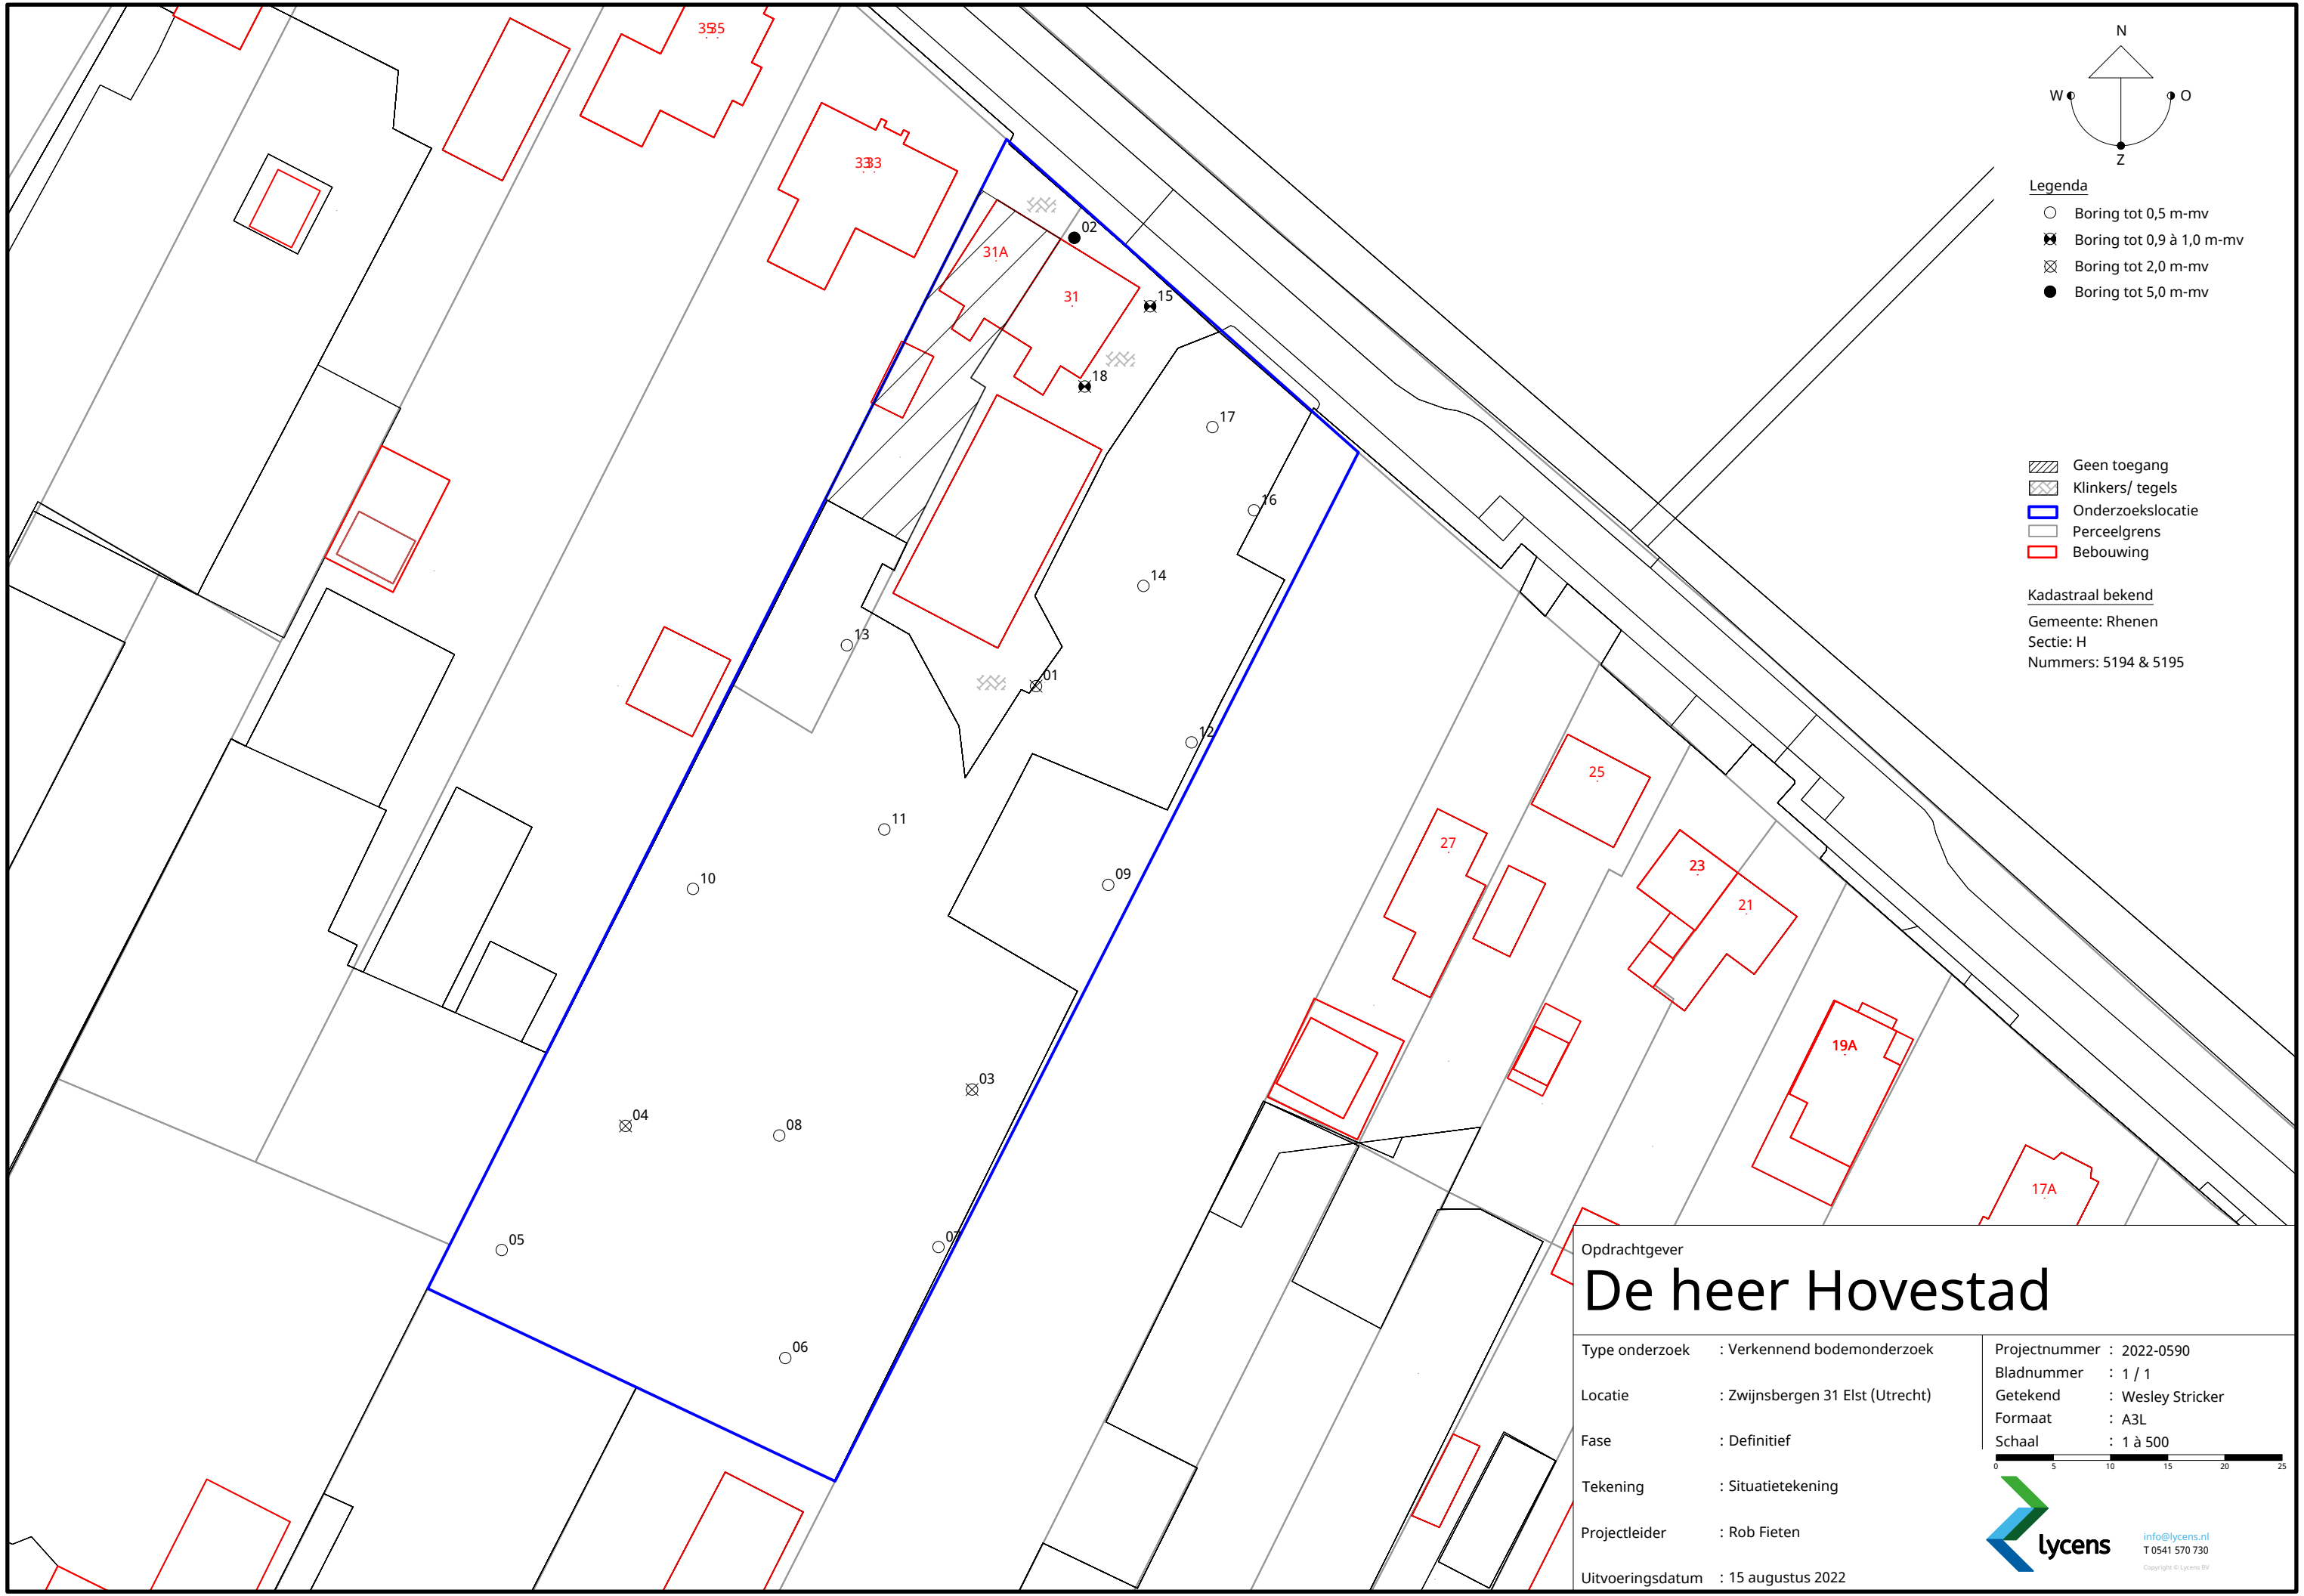 N
W
O
Z
Legenda
Boring tot 0,5 m-mv
Boring tot 0,9 à 1,0 m-mv
Boring tot 2,0 m-mv
Boring tot 5,0 m-mv
Geen toegang
Klinkers/ tegels
Onderzoekslocatie
Perceelgrens
Bebouwing
Kadastraal bekend
Gemeente: Rhenen
Sectie: H
Nummers: 5194 & 5195
35
35
33
33
31A
31
02
15
18
17
16
14
13
01
12
11
10
09
03
04
08
05
07
06
25
27
23
21
19A
17A
Opdrachtgever
De heer Hovestad
Type onderzoek : Verkennend bodemonderzoek
Locatie : Zwijnsbergen 31 Elst (Utrecht)
Fase : Definitief
Tekening : Situatietekening
Projectleider : Rob Fieten
Uitvoeringsdatum : 15 augustus 2022
Projectnummer : 2022-0590
Bladnummer : 1 / 1
Getekend : Wesley Stricker
Formaat : A3L
Schaal : 1 à 500
0 5 10 15 20 25
lycens
info@lycens.nl
T 0541 570 730
Copyright © Lycens BV